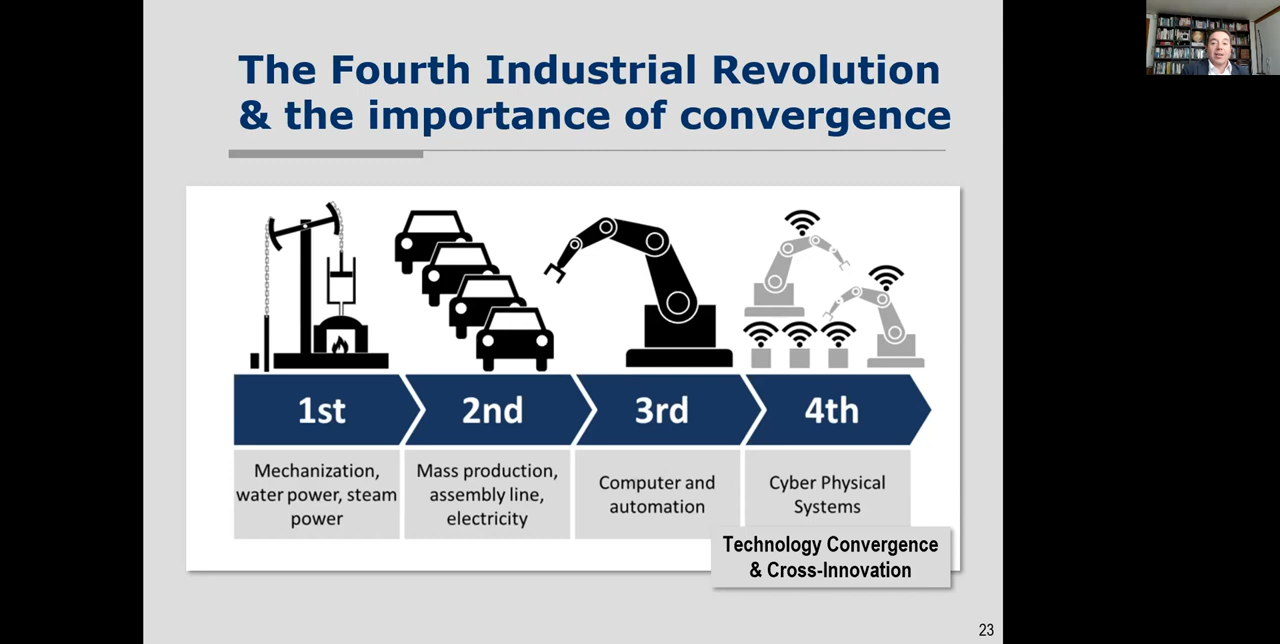 The Fourth Industrial Revolution
& the importance of convergence
1st
2nd
3rd
4th
Mechanization,
water power, steam
power
Mass production,
assembly line,
electricity
Computer and
automation
Cyber Physical
Systems
Technology Convergence
& Cross-Innovation
23